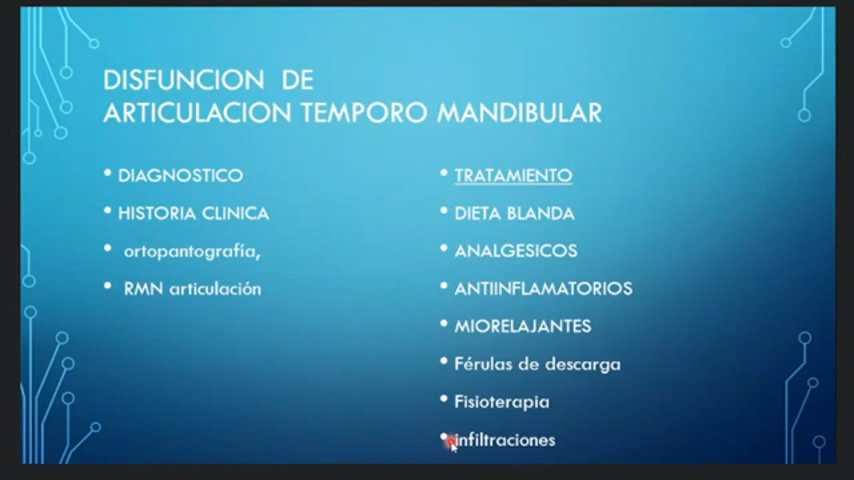 DISFUNCION DE
ARTICULACION TEMPORO MANDIBULAR
• DIAGNOSTICO
• HISTORIA CLINICA
• ortopantografía,
• RMN articulación
• TRATAMIENTO
• DIETA BLANDA
• ANALGESICOS
• ANTIINFLAMATORIOS
• MIORELAJANTES
• Férulas de descarga
• Fisioterapia
• infiltraciones